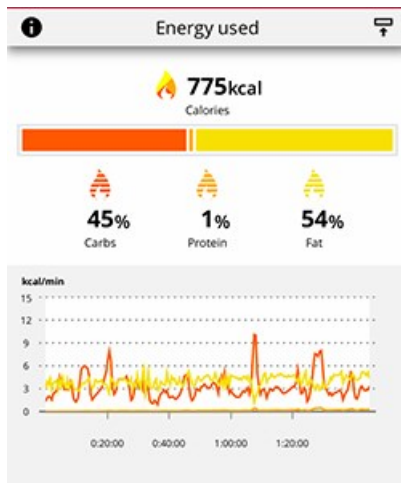 Energy used
775kcal
Calories
45% 1% 54%
Carbs Protein Fat
kcal/min
15
12
9
6
3
0
0:20:00 0:40:00 1:00:00 1:20:00